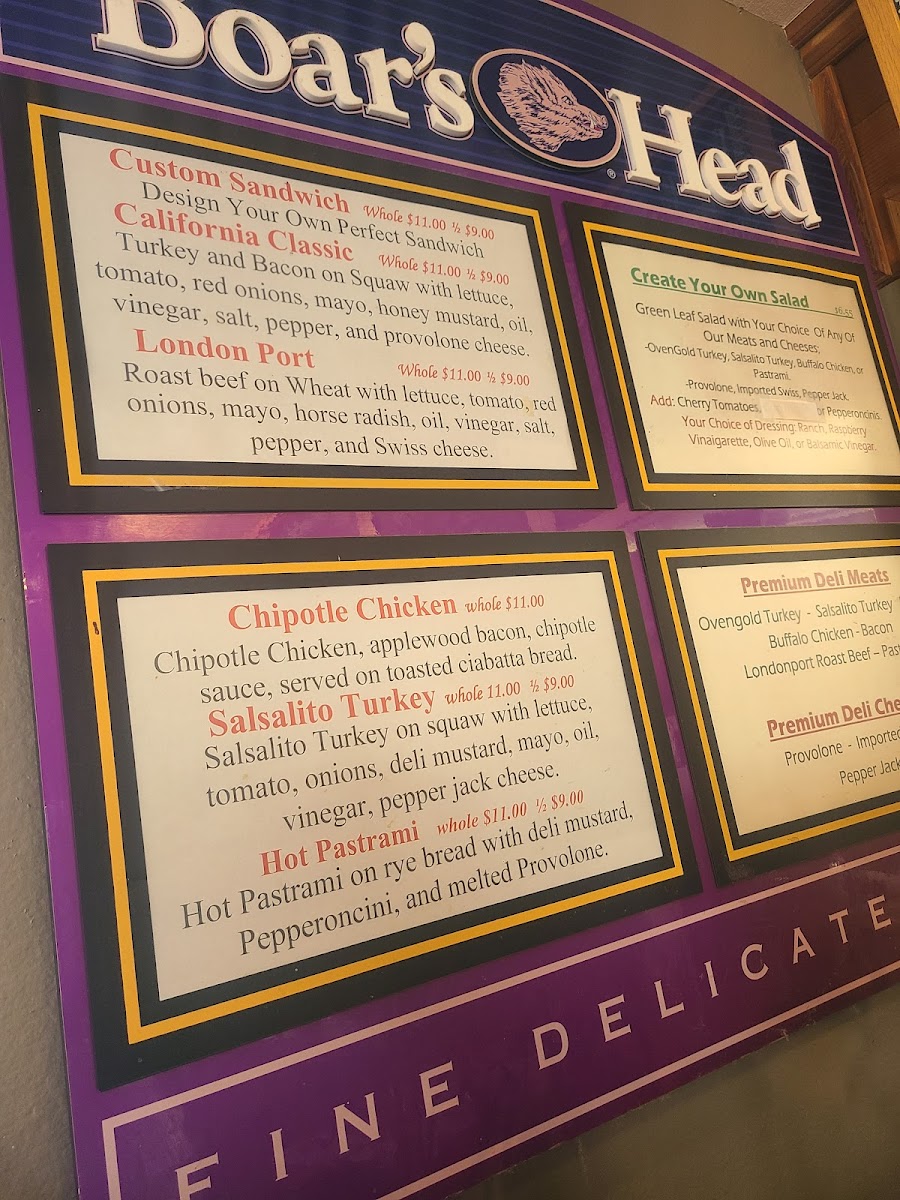 Boar's Head
Custom Sandwich Whole $11.00 ½ $9.00
Design Your Own Perfect Sandwich
California Classic Whole $11.00 ½ $9.00
Turkey and Bacon on Squaw with lettuce,
tomato, red onions, mayo, honey mustard, oil,
vinegar, salt, pepper, and provolone cheese.
London Port Whole $11.00 ½ $9.00
Roast beef on Wheat with lettuce, tomato, red
onions, mayo, horse radish, oil, vinegar, salt,
pepper, and Swiss cheese.
Create Your Own Salad $6.55
Green Leaf Salad with Your Choice Of Any Of
Our Meats and Cheeses;
-OvenGold Turkey, Salsalito Turkey, Buffalo Chicken, or
Pastrami.
-Provolone, Imported Swiss, Pepper Jack.
Add: Cherry Tomatoes, or Pepperoncinis.
Your Choice of Dressing: Ranch, Raspberry
Vinaigarette, Olive Oil, or Balsamic Vinegar.
Chipotle Chicken whole $11.00
Chipotle Chicken, applewood bacon, chipotle
sauce, served on toasted ciabatta bread.
Salsalito Turkey whole 11.00 ½ $9.00
Salsalito Turkey on squaw with lettuce,
tomato, onions, deli mustard, mayo, oil,
vinegar, pepper jack cheese.
Hot Pastrami whole $11.00 ½ $9.00
Hot Pastrami on rye bread with deli mustard,
Pepperoncini, and melted Provolone.
Premium Deli Meats
Ovengold Turkey - Salsalito Turkey
Buffalo Chicken - Bacon
Londonport Roast Beef – Past
Premium Deli Che
Provolone - Imported
Pepper Jack
FINE DELICATE